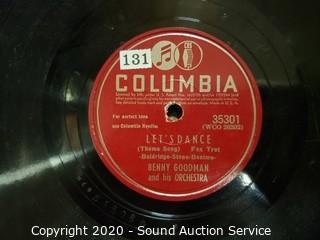 131
COLUMBIA
For perfect tone
use Columbia Needles
35301
(WCO 26202)
LET'S DANCE
(Theme Song) Fox Trot
-Baldridge-Stone-Bonime-
BENNY GOODMAN
and his ORCHESTRA
Copyright 2020 - Sound Auction Service